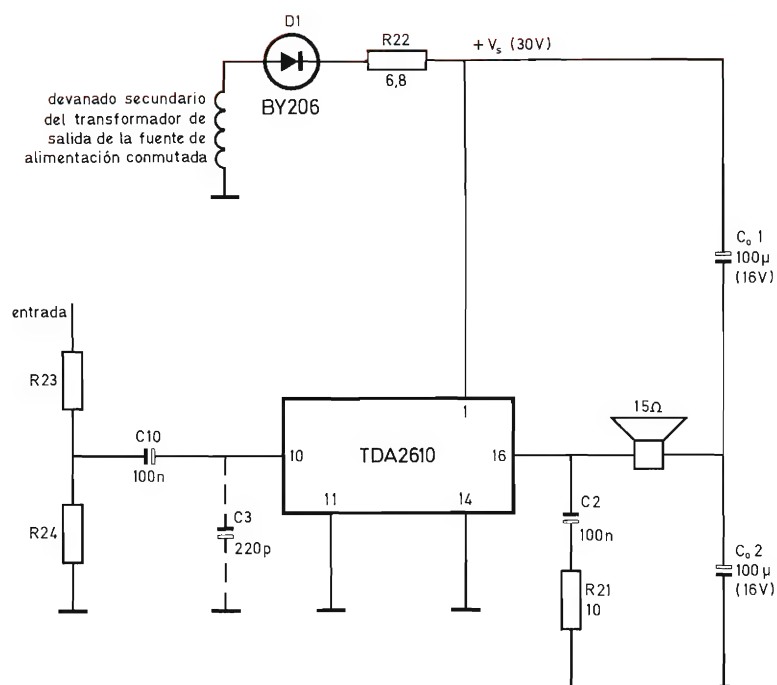 D1
BY206
R22
6,8
+ Vs (30V)
devanado secundario
del transformador de
salida de la fuente de
alimentación conmutada
Co 1
100µ
(16V)
entrada
R23
C10
100n
R24
C3
220p
10
TDA2610
1
16
11
14
15Ω
C2
100n
R21
10
Co 2
100µ
(16V)